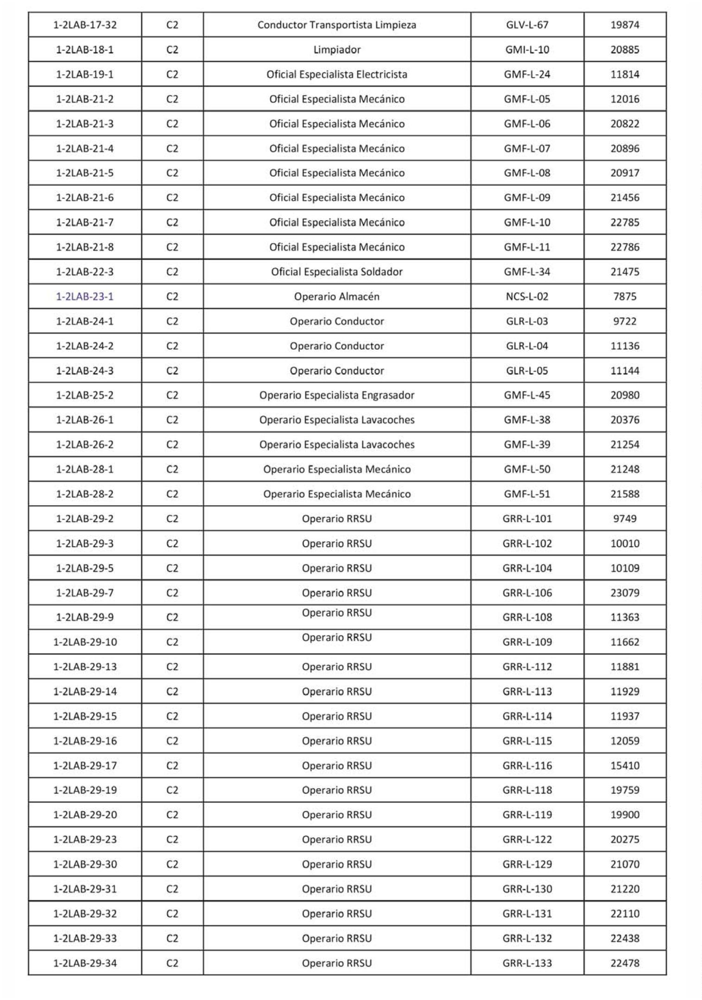 1-2LAB-17-32 C2 Conductor Transportista Limpieza GLV-L-67 19874
1-2LAB-18-1 C2 Limpiador GMI-L-10 20885
1-2LAB-19-1 C2 Oficial Especialista Electricista GMF-L-24 11814
1-2LAB-21-2 C2 Oficial Especialista Mecánico GMF-L-05 12016
1-2LAB-21-3 C2 Oficial Especialista Mecánico GMF-L-06 20822
1-2LAB-21-4 C2 Oficial Especialista Mecánico GMF-L-07 20896
1-2LAB-21-5 C2 Oficial Especialista Mecánico GMF-L-08 20917
1-2LAB-21-6 C2 Oficial Especialista Mecánico GMF-L-09 21456
1-2LAB-21-7 C2 Oficial Especialista Mecánico GMF-L-10 22785
1-2LAB-21-8 C2 Oficial Especialista Mecánico GMF-L-11 22786
1-2LAB-22-3 C2 Oficial Especialista Soldador GMF-L-34 21475
1-2LAB-23-1 C2 Operario Almacén NCS-L-02 7875
1-2LAB-24-1 C2 Operario Conductor GLR-L-03 9722
1-2LAB-24-2 C2 Operario Conductor GLR-L-04 11136
1-2LAB-24-3 C2 Operario Conductor GLR-L-05 11144
1-2LAB-25-2 C2 Operario Especialista Engrasador GMF-L-45 20980
1-2LAB-26-1 C2 Operario Especialista Lavacoches GMF-L-38 20376
1-2LAB-26-2 C2 Operario Especialista Lavacoches GMF-L-39 21254
1-2LAB-28-1 C2 Operario Especialista Mecánico GMF-L-50 21248
1-2LAB-28-2 C2 Operario Especialista Mecánico GMF-L-51 21588
1-2LAB-29-2 C2 Operario RRSU GRR-L-101 9749
1-2LAB-29-3 C2 Operario RRSU GRR-L-102 10010
1-2LAB-29-5 C2 Operario RRSU GRR-L-104 10109
1-2LAB-29-7 C2 Operario RRSU GRR-L-106 23079
1-2LAB-29-9 C2 Operario RRSU GRR-L-108 11363
1-2LAB-29-10 C2 Operario RRSU GRR-L-109 11662
1-2LAB-29-13 C2 Operario RRSU GRR-L-112 11881
1-2LAB-29-14 C2 Operario RRSU GRR-L-113 11929
1-2LAB-29-15 C2 Operario RRSU GRR-L-114 11937
1-2LAB-29-16 C2 Operario RRSU GRR-L-115 12059
1-2LAB-29-17 C2 Operario RRSU GRR-L-116 15410
1-2LAB-29-19 C2 Operario RRSU GRR-L-118 19759
1-2LAB-29-20 C2 Operario RRSU GRR-L-119 19900
1-2LAB-29-23 C2 Operario RRSU GRR-L-122 20275
1-2LAB-29-30 C2 Operario RRSU GRR-L-129 21070
1-2LAB-29-31 C2 Operario RRSU GRR-L-130 21220
1-2LAB-29-32 C2 Operario RRSU GRR-L-131 22110
1-2LAB-29-33 C2 Operario RRSU GRR-L-132 22438
1-2LAB-29-34 C2 Operario RRSU GRR-L-133 22478